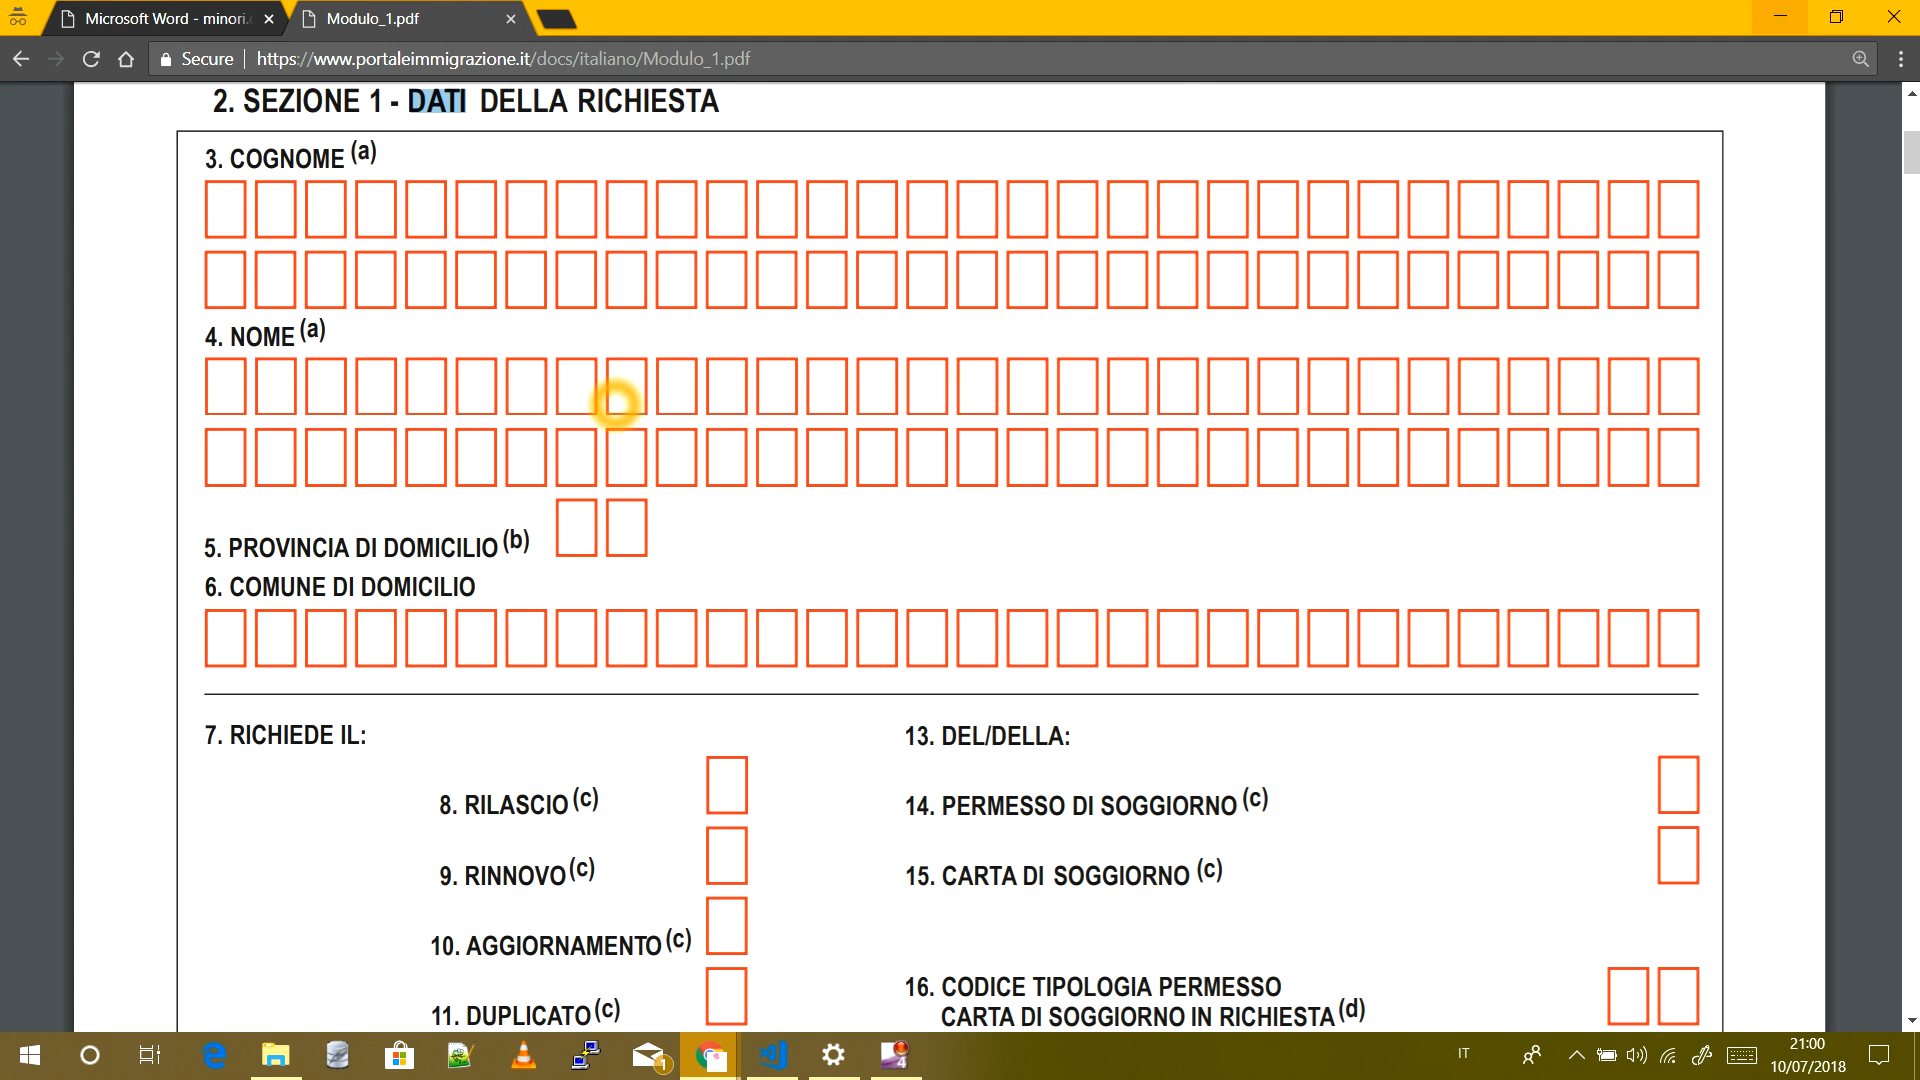 Microsoft Word - minori.
Modulo_1.pdf
Secure
https://www.portaleimmigrazione.it/docs/italiano/Modulo_1.pdf
2. SEZIONE 1 - DATI DELLA RICHIESTA
3. COGNOME (a)
4. NOME (a)
5. PROVINCIA DI DOMICILIO (b)
6. COMUNE DI DOMICILIO
7. RICHIEDE IL:
8. RILASCIO (c)
9. RINNOVO (c)
10. AGGIORNAMENTO (c)
11. DUPLICATO (c)
13. DEL/DELLA:
14. PERMESSO DI SOGGIORNO (c)
15. CARTA DI SOGGIORNO (c)
16. CODICE TIPOLOGIA PERMESSO
CARTA DI SOGGIORNO IN RICHIESTA (d)
1
4
IT
21:00
10/07/2018